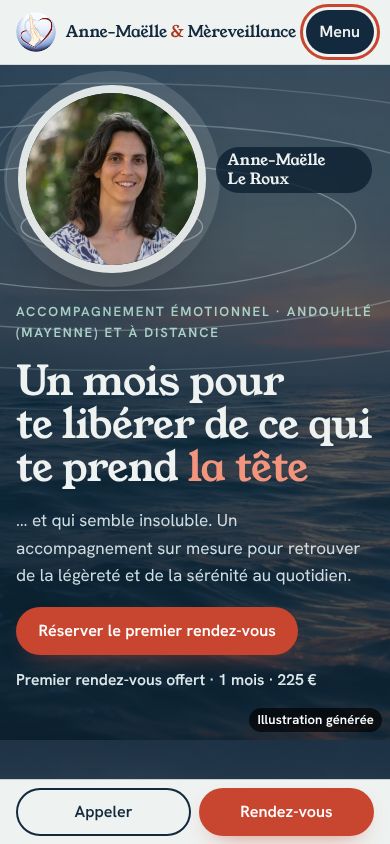 Anne-Maëlle & Mèreveillance
Menu
Anne-Maëlle
Le Roux
ACCOMPAGNEMENT ÉMOTIONNEL · ANDOUILLÉ
(MAYENNE) ET À DISTANCE
Un mois pour
te libérer de ce qui
te prend la tête
… et qui semble insoluble. Un
accompagnement sur mesure pour retrouver
de la légèreté et de la sérénité au quotidien.
Réserver le premier rendez-vous
Premier rendez-vous offert · 1 mois · 225 €
Illustration générée
Appeler
Rendez-vous